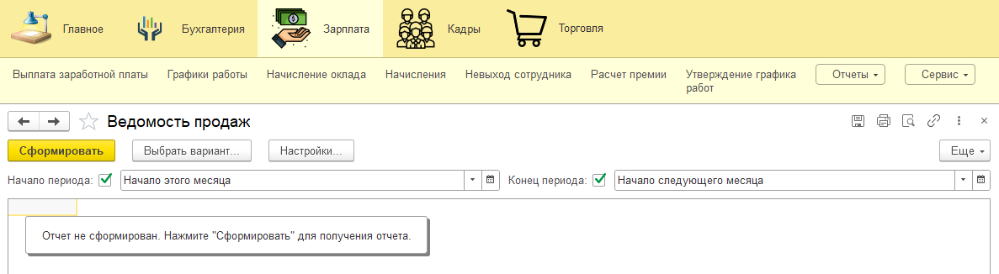 Главное Бухгалтерия Зарплата Кадры Торговля
Выплата заработной платы Графики работы Начисление оклада Начисления Невыход сотрудника Расчет премии Утверждение графика работ Отчеты Сервис
Ведомость продаж
Сформировать Выбрать вариант... Настройки... Еще
Начало периода: Начало этого месяца Конец периода: Начало следующего месяца
Отчет не сформирован. Нажмите "Сформировать" для получения отчета.